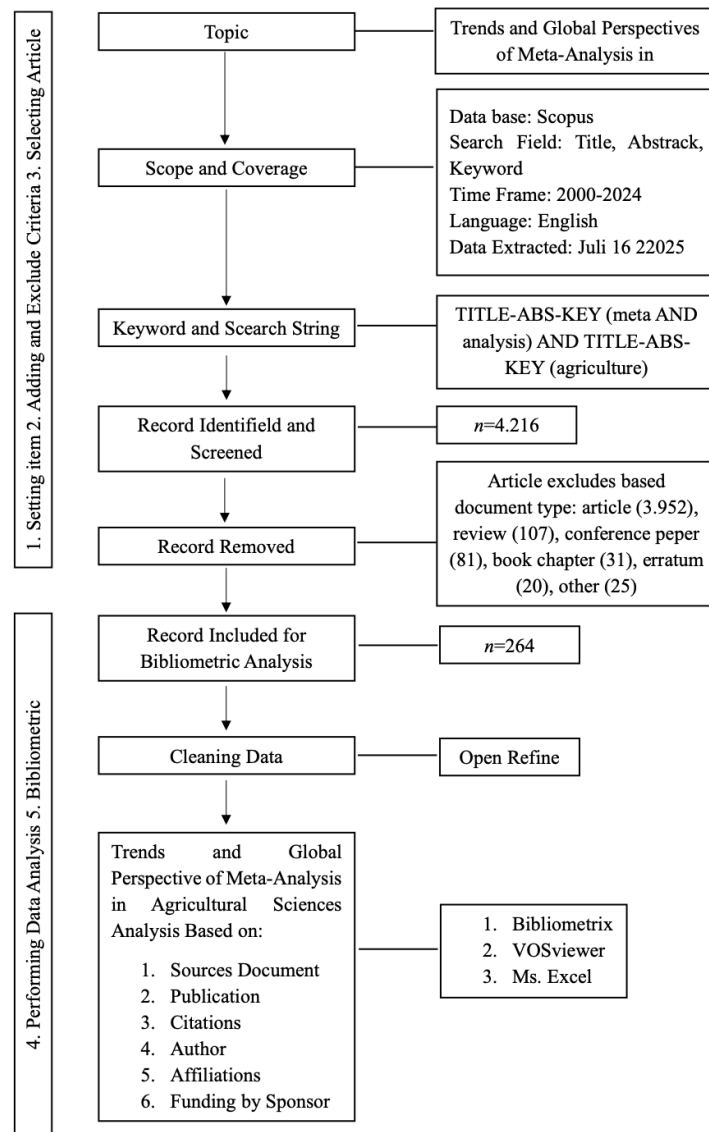 1. Setting item 2. Adding and Exclude Criteria 3. Selecting Article
Topic
Trends and Global Perspectives
of Meta-Analysis in
Scope and Coverage
Data base: Scopus
Search Field: Title, Abstrack,
Keyword
Time Frame: 2000-2024
Language: English
Data Extracted: Juli 16 22025
Keyword and Scearch String
TITLE-ABS-KEY (meta AND
analysis) AND TITLE-ABS-
KEY (agriculture)
Record Identifield and
Screened
n=4.216
Record Removed
Article excludes based
document type: article (3.952),
review (107), conference peper
(81), book chapter (31), erratum
(20), other (25)
4. Performing Data Analysis 5. Bibliometric
Record Included for
Bibliometric Analysis
n=264
Cleaning Data
Open Refine
Trends and Global
Perspective of Meta-Analysis
in Agricultural Sciences
Analysis Based on:
1. Sources Document
2. Publication
3. Citations
4. Author
5. Affiliations
6. Funding by Sponsor
1. Bibliometrix
2. VOSviewer
3. Ms. Excel